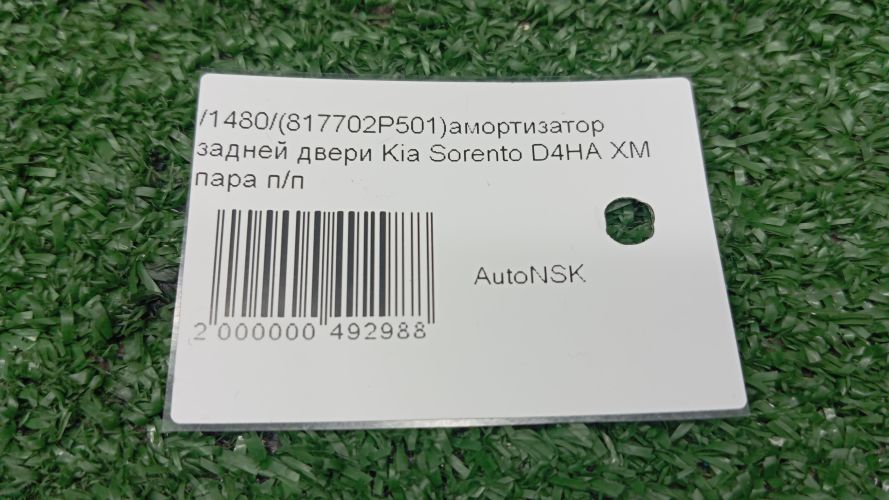 /1480/(817702P501)амортизатор
задней двери Kia Sorento D4HA XM
пара п/п
AutoNSK
2 000000 492988